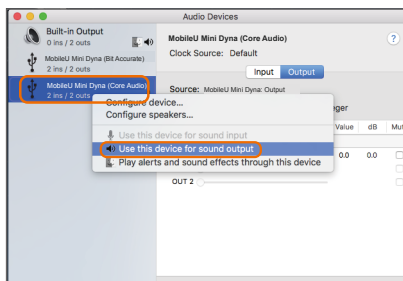 Audio Devices
Built-in Output
0 ins / 2 outs
MobileU Mini Dyna (Bit Accurate)
2 ins / 2 outs
MobileU Mini Dyna (Core Audio)
2 ins / 2 outs
MobileU Mini Dyna (Core Audio)
?
Clock Source: Default
Input Output
Source: MobileU Mini Dyna: Output
Configure device...
Configure speakers...
Use this device for sound input
Use this device for sound output
Play alerts and sound effects through this device
ger
Value dB Mut
0.0 0.0
OUT 2